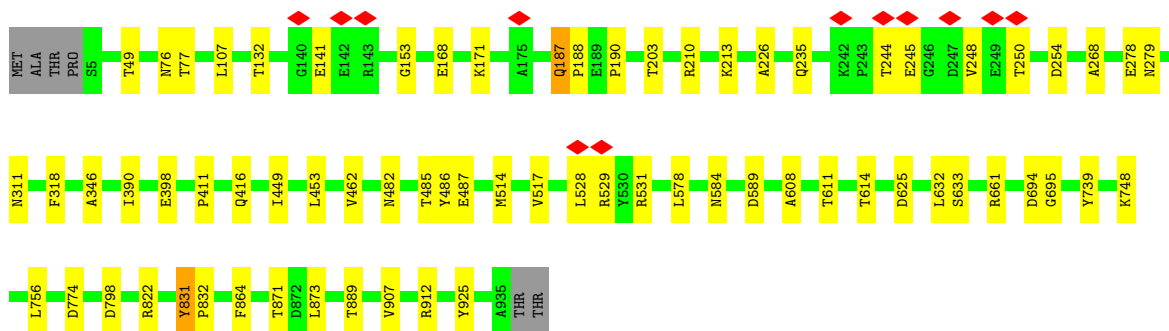 MET ALA THR PRO S5 T49 N76 T77 L107 T132 G140 E141 E142 R143 G153 E168 K171 A175 Q187 P188 E189 P190 T203 R210 K213 A226 Q235 K242 P243 T244 E245 G246 D247 V248 E249 T250 D254 A268 E278 N279
N311 F318 A346 I390 E398 P411 Q416 I449 L453 V462 N482 T485 Y486 E487 M514 V517 L528 R529 Y530 R531 L578 N584 D589 A608 T611 T614 D625 L632 S633 R661 D694 G695 Y739 K748
L756 D774 D798 R822 Y831 P832 F864 T871 D872 L873 T889 V907 R912 Y925 A935 THR THR